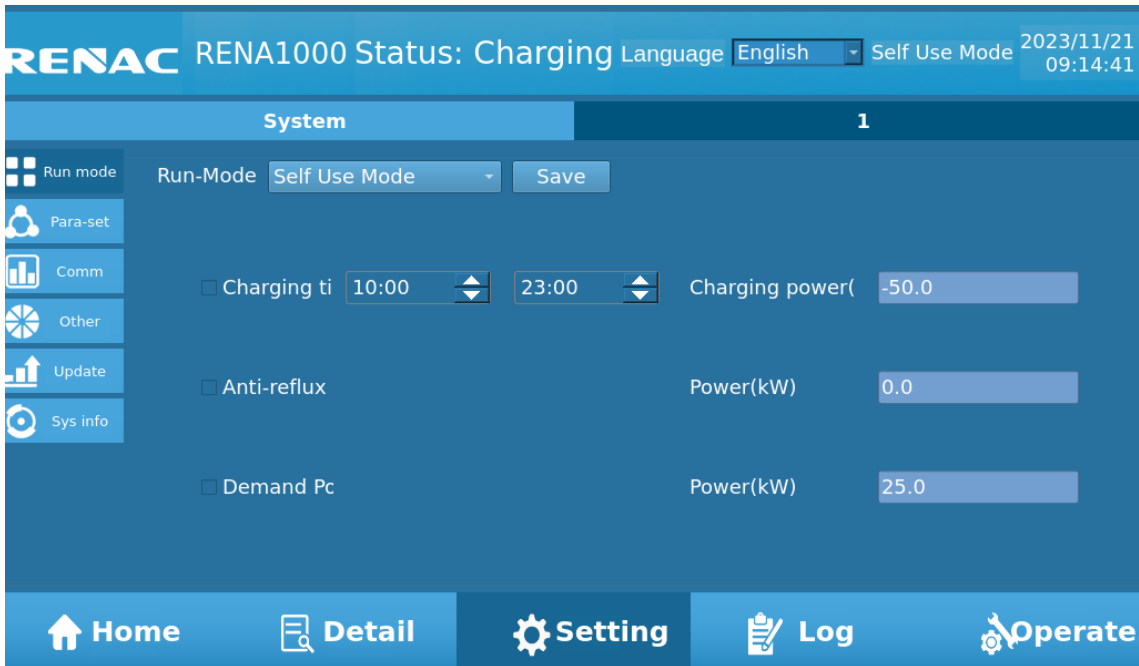 RENAC RENA1000 Status: Charging Language English Self Use Mode 2023/11/21
09:14:41
System 1
Run mode
Run-Mode Self Use Mode Save
Para-set
Comm
Charging ti 10:00 23:00 Charging power( -50.0
Other
Update
Anti-reflux Power(kW) 0.0
Sys info
Demand Pc Power(kW) 25.0
Home Detail Setting Log Operate